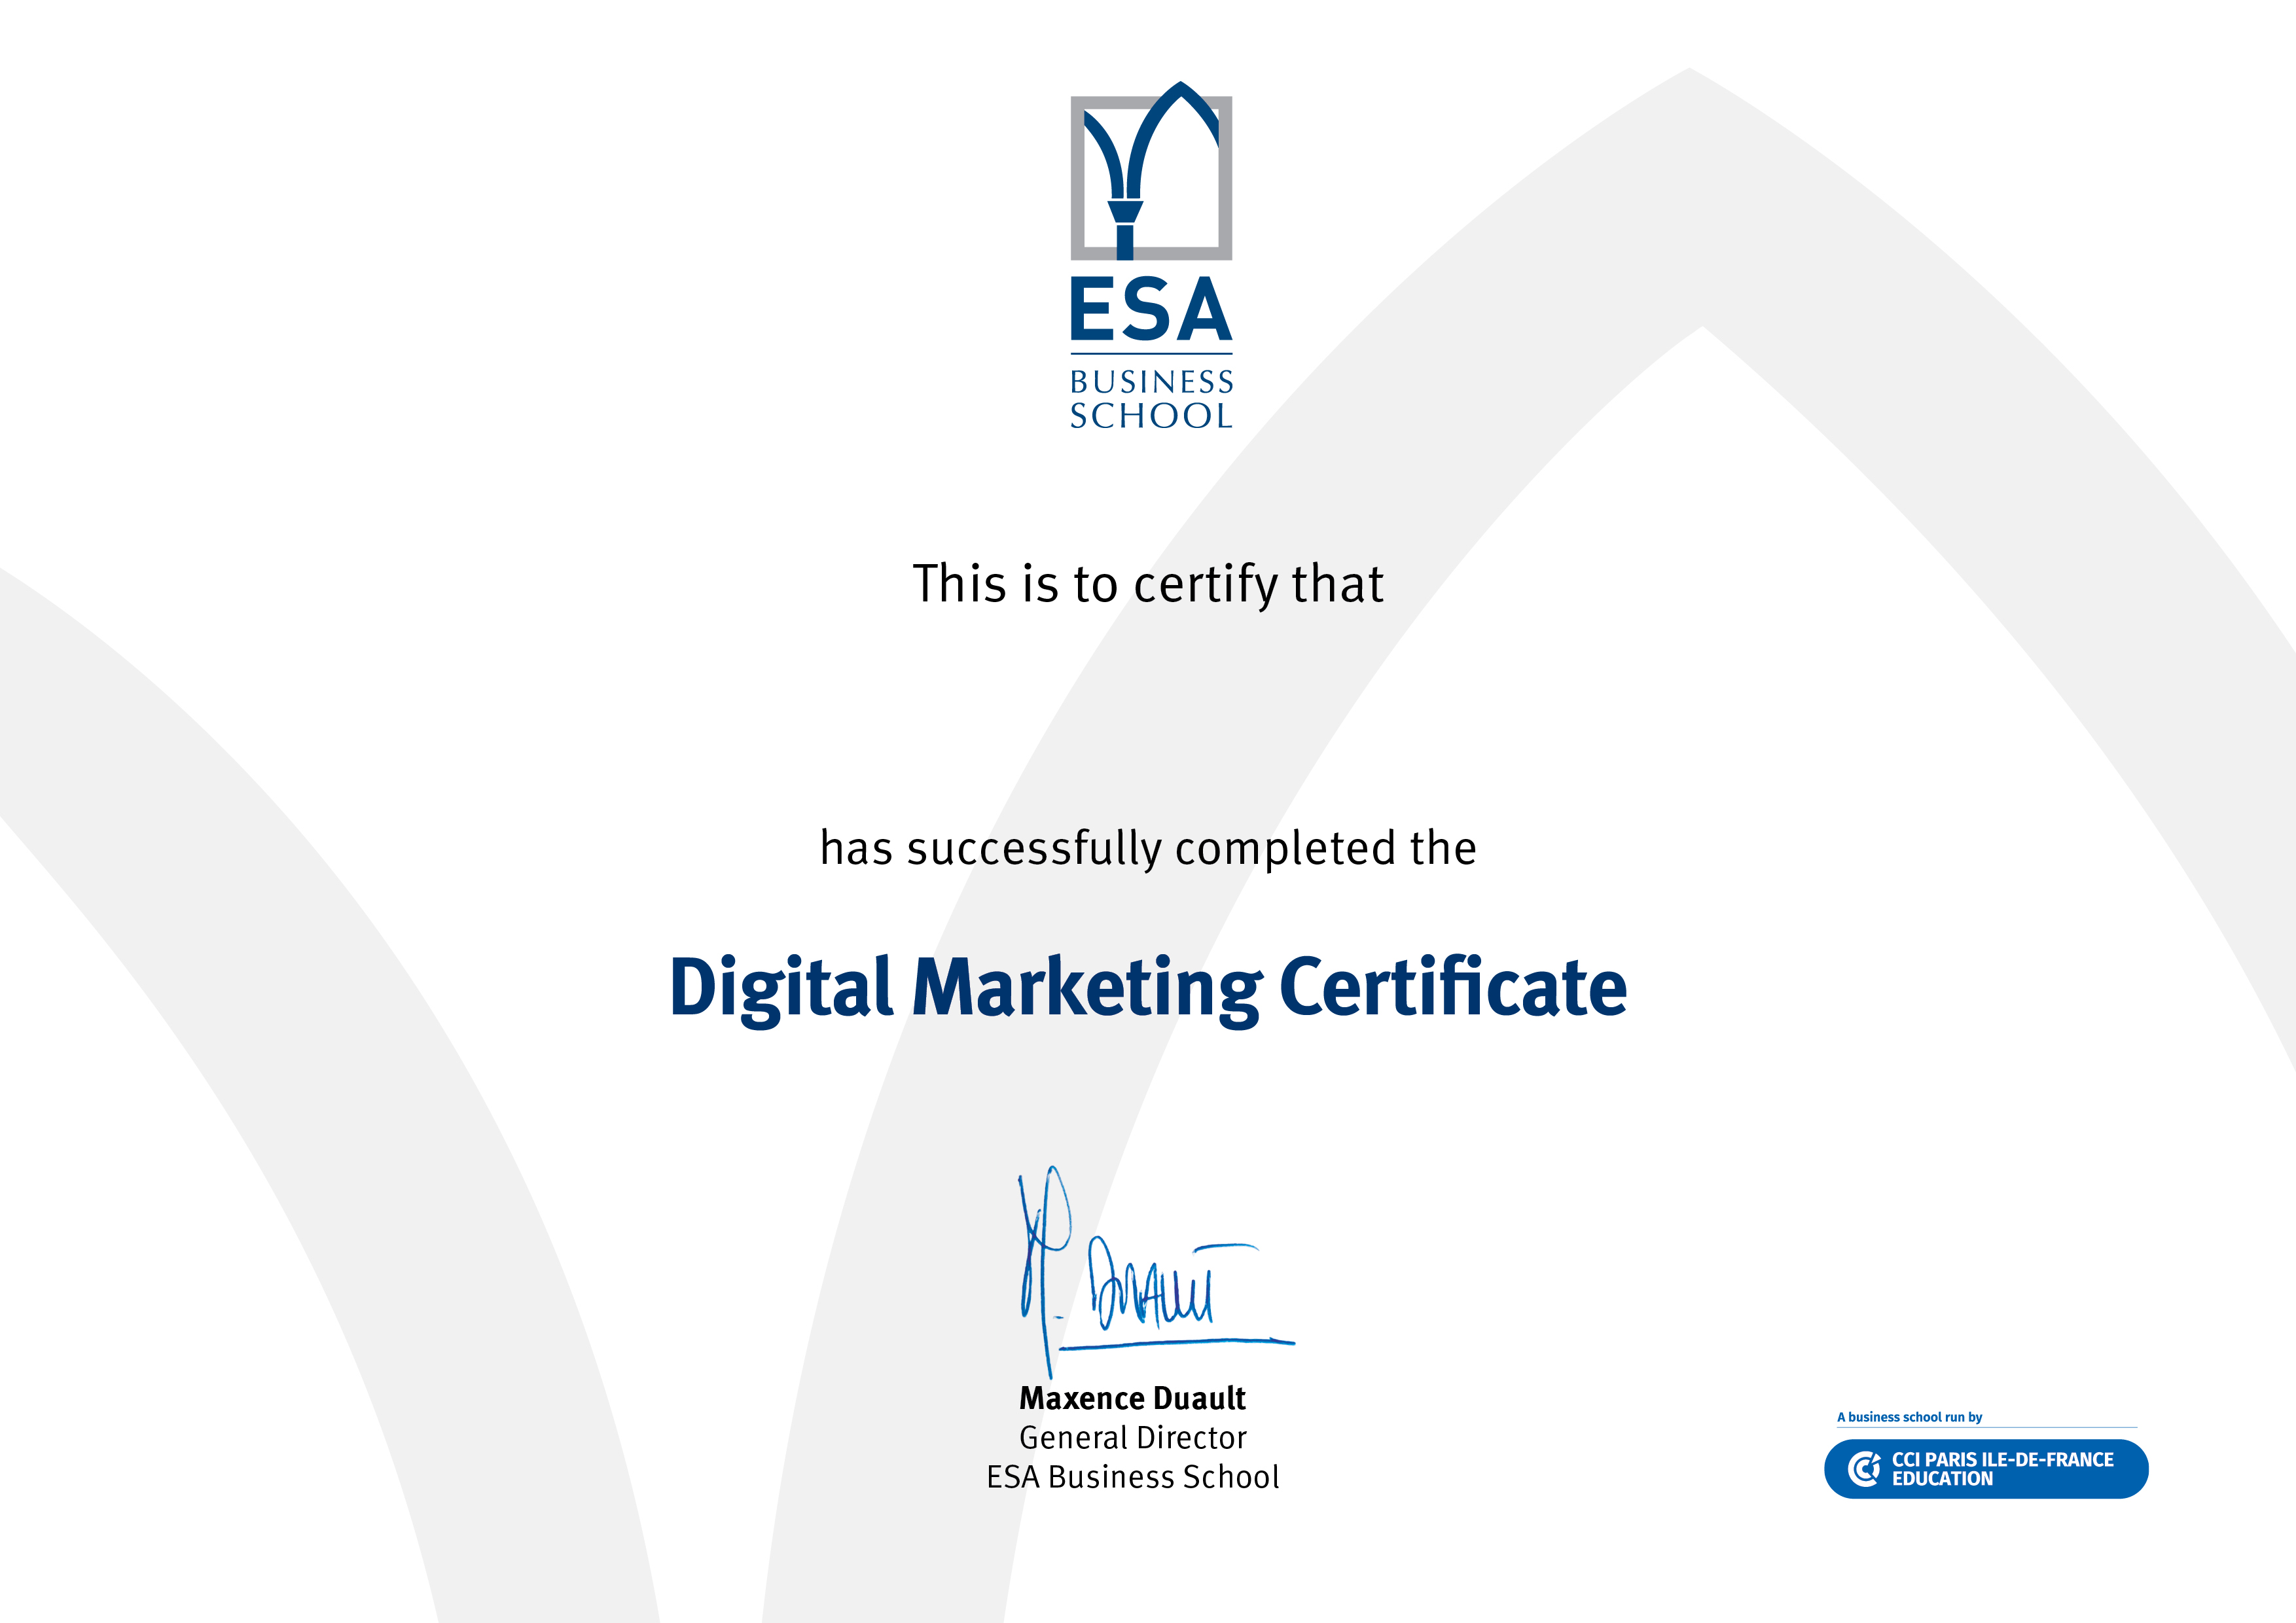 ESA
BUSINESS
SCHOOL
This is to certify that
has successfully completed the
Digital Marketing Certificate
M. DUAULT
Maxence Duault
General Director
ESA Business School
A business school run by
CCI PARIS ILE-DE-FRANCE
EDUCATION